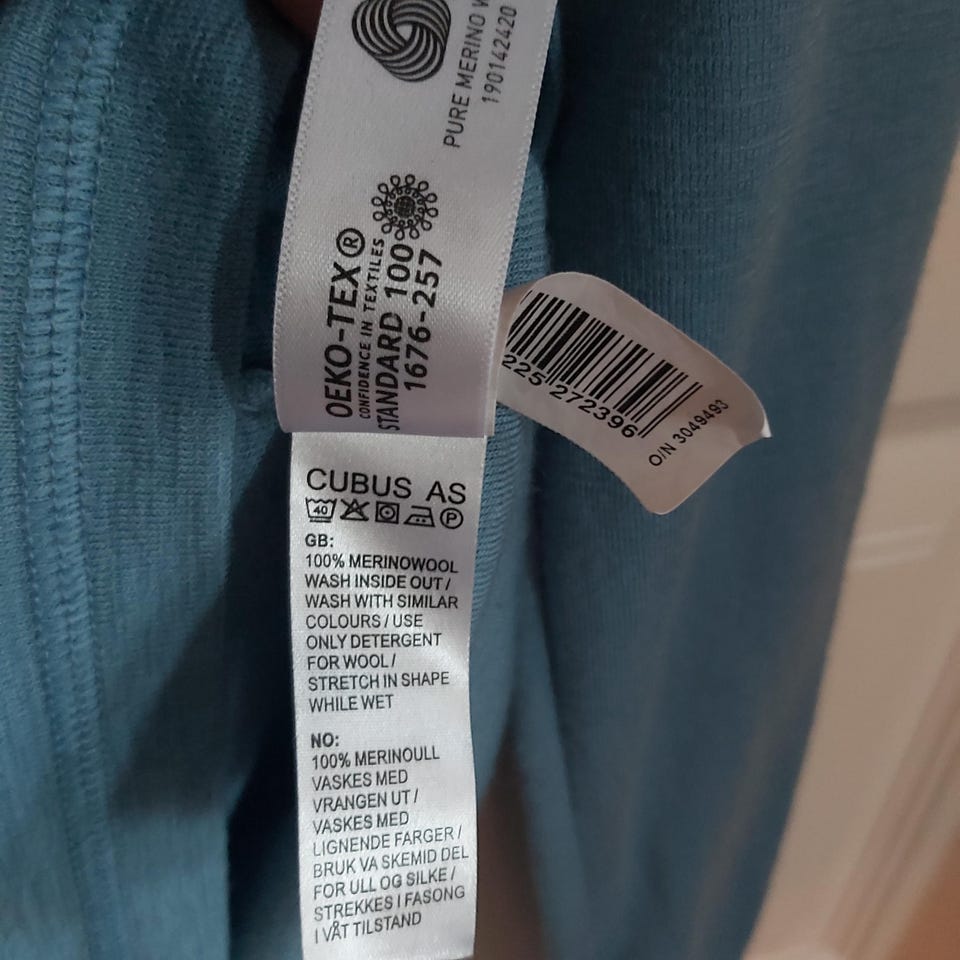 PURE MERINO
190142420
OEKO-TEX®
CONFIDENCE IN TEXTILES
STANDARD 100
1676-257
225 272396
O/N 3049493
CUBUS AS
40 P
GB:
100% MERINOWOOL
WASH INSIDE OUT /
WASH WITH SIMILAR
COLOURS / USE
ONLY DETERGENT
FOR WOOL /
STRETCH IN SHAPE
WHILE WET
NO:
100% MERINOULL
VASKES MED
VRANGEN UT /
VASKES MED
LIGNENDE FARGER /
BRUK VA SKEMID DEL
FOR ULL OG SILKE /
STREKKES I FASONG
I VÅT TILSTAND